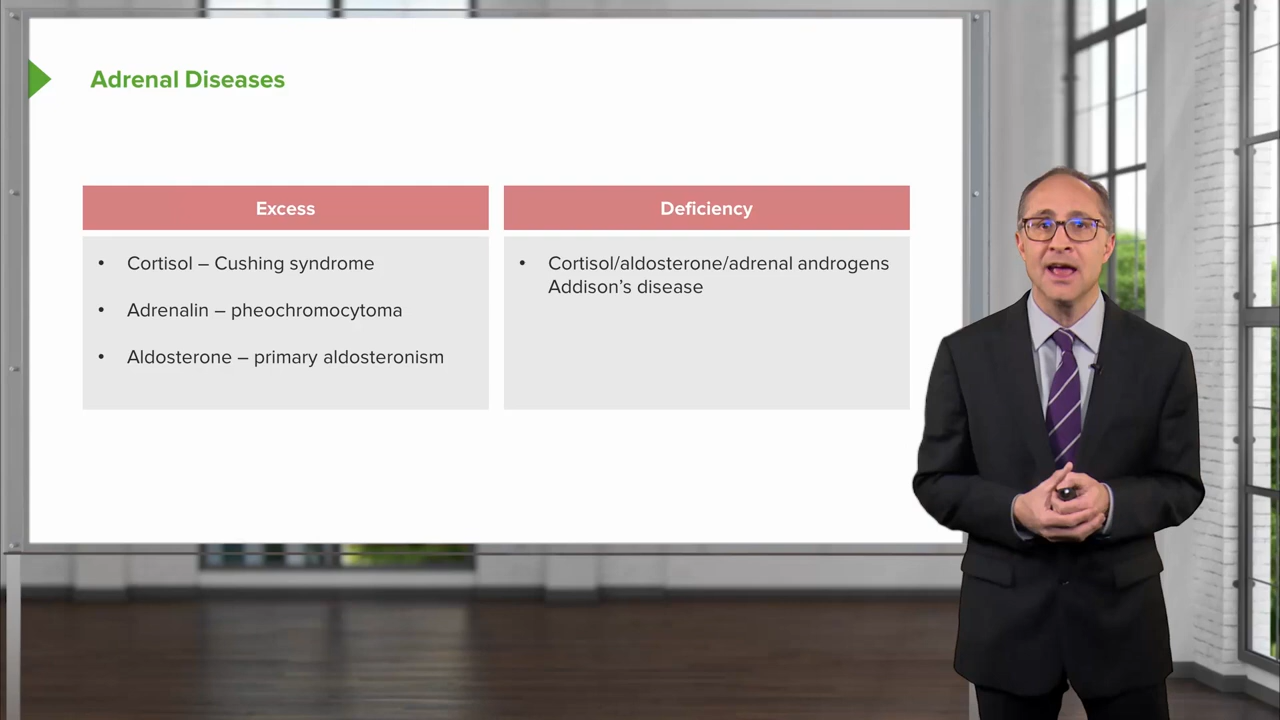 Adrenal Diseases
Excess
• Cortisol – Cushing syndrome
• Adrenalin – pheochromocytoma
• Aldosterone – primary aldosteronism
Deficiency
• Cortisol/aldosterone/adrenal androgens
Addison’s disease